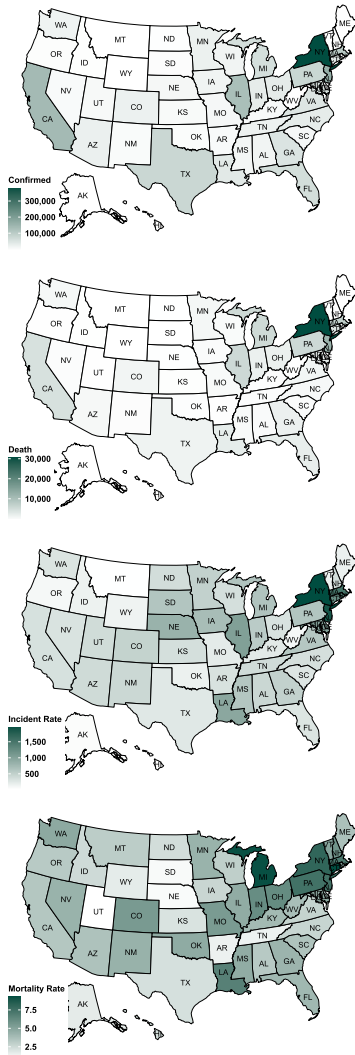 WA MT ND MN WI MI ME
OR ID WY SD IA NY
NV UT CO NE IL IN OH PA
CA KS MO KY WV VA
AZ NM OK AR TN NC
TX LA MS AL GA SC
FL
AK
Confirmed
300,000
200,000
100,000
WA MT ND MN WI MI ME
OR ID WY SD IA NY
NV UT CO NE IL IN OH PA
CA KS MO KY WV VA
AZ NM OK AR TN NC
TX LA MS AL GA SC
FL
AK
Death
30,000
20,000
10,000
WA MT ND MN WI MI ME
OR ID WY SD IA NY
NV UT CO NE IL IN OH PA
CA KS MO KY WV VA
AZ NM OK AR TN NC
TX LA MS AL GA SC
FL
AK
Incident Rate
1,500
1,000
500
WA MT ND MN WI MI ME
OR ID WY SD IA NY
NV UT CO NE IL IN OH PA
CA KS MO KY WV VA
AZ NM OK AR TN NC
TX LA MS AL GA SC
FL
AK
Mortality Rate
7.5
5.0
2.5